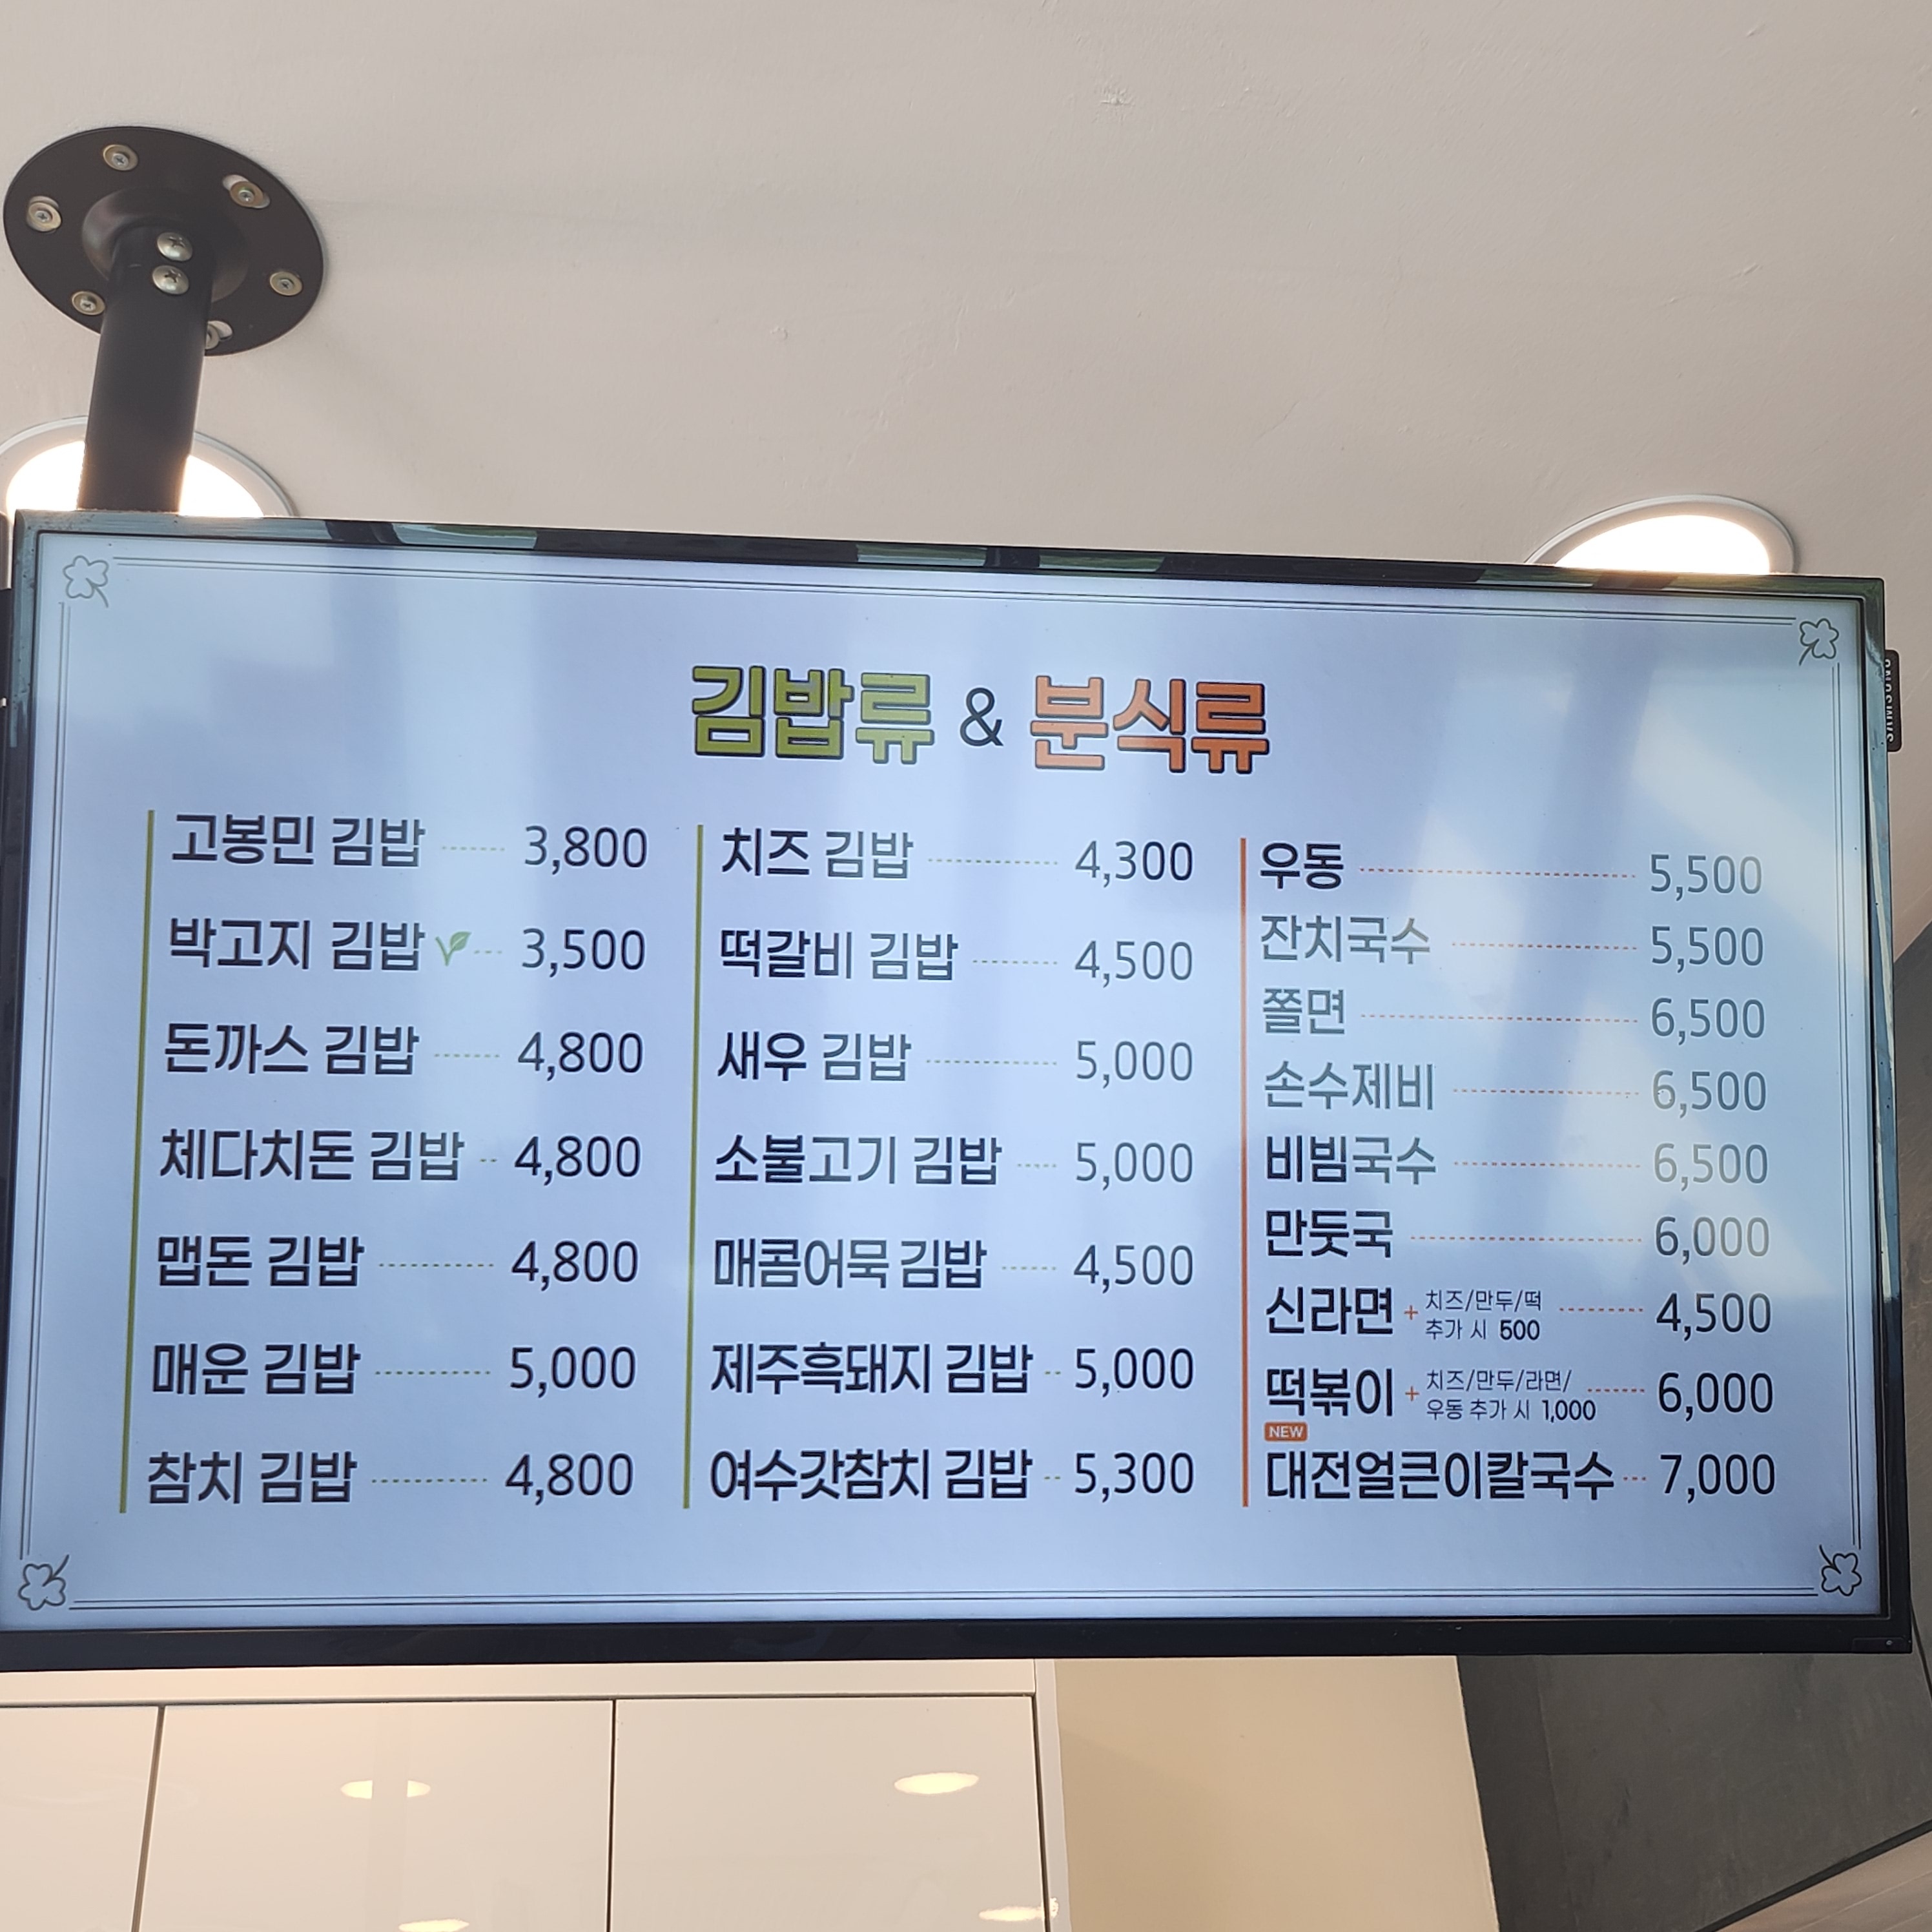 김밥류 & 분식류
고봉민 김밥 3,800
박고지 김밥 3,500
돈까스 김밥 4,800
체다치돈 김밥 4,800
맵돈 김밥 4,800
매운 김밥 5,000
참치 김밥 4,800
치즈 김밥 4,300
떡갈비 김밥 4,500
새우 김밥 5,000
소불고기 김밥 5,000
매콤어묵 김밥 4,500
제주흑돼지 김밥 5,000
여수갓참치 김밥 5,300
우동 5,500
잔치국수 5,500
쫄면 6,500
손수제비 6,500
비빔국수 6,500
만둣국 6,000
신라면 + 치즈/만두/떡 4,500
추가 시 500
떡볶이 + 치즈/만두/라면/ 6,000
우동 추가 시 1,000
NEW
대전얼큰이칼국수 7,000
SAMSUNG